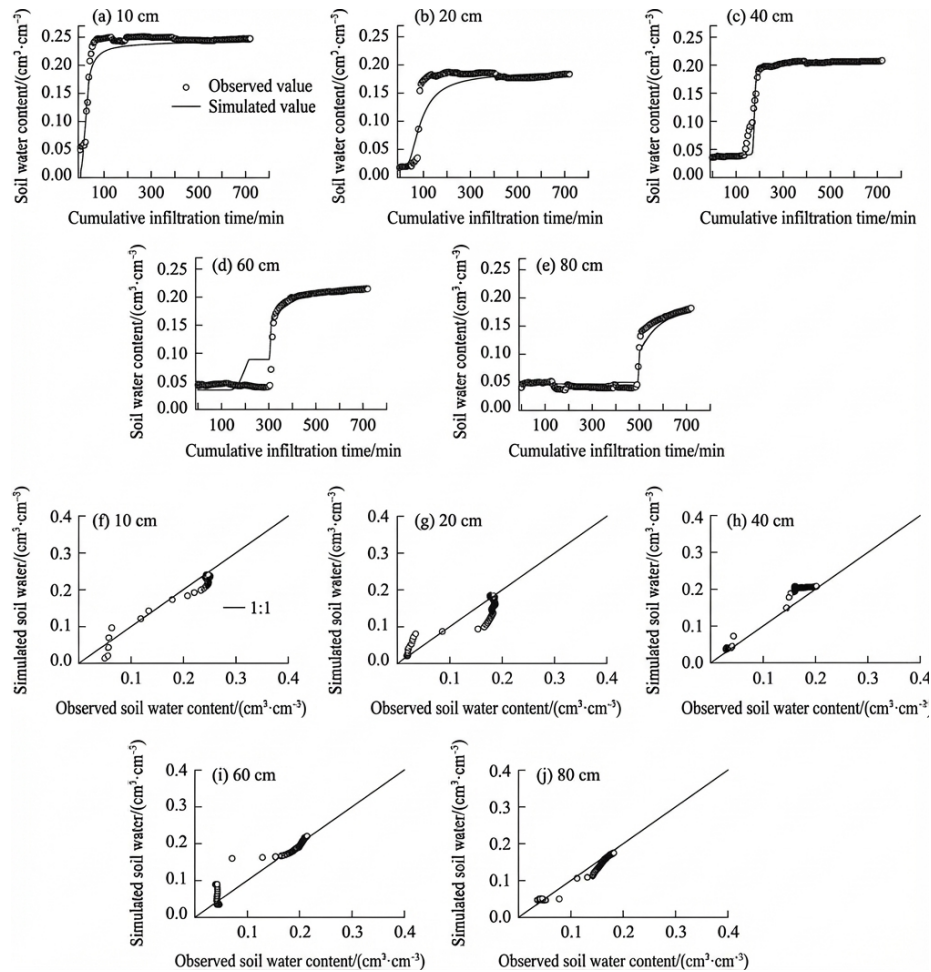 (a) 10 cm
(b) 20 cm
(c) 40 cm
Soil water content/(cm³·cm⁻³)
0.25
0.20
0.15
0.10
0.05
0.00
Observed value
Simulated value
100 300 500 700
Cumulative infiltration time/min
Soil water content/(cm³·cm⁻³)
0.25
0.20
0.15
0.10
0.05
0.00
100 300 500 700
Cumulative infiltration time/min
Soil water content/(cm³·cm⁻³)
0.25
0.20
0.15
0.10
0.05
0.00
100 300 500 700
Cumulative infiltration time/min
(d) 60 cm
(e) 80 cm
Soil water content/(cm³·cm⁻³)
0.25
0.20
0.15
0.10
0.05
0.00
100 300 500 700
Cumulative infiltration time/min
Soil water content/(cm³·cm⁻³)
0.25
0.20
0.15
0.10
0.05
0.00
100 300 500 700
Cumulative infiltration time/min
(f) 10 cm
(g) 20 cm
(h) 40 cm
Simulated soil water/(cm³·cm⁻³)
0.4
0.3
0.2
0.1
0.0
1:1
0.1 0.2 0.3 0.4
Observed soil water content/(cm³·cm⁻³)
Simulated soil water/(cm³·cm⁻³)
0.4
0.3
0.2
0.1
0.0
0.1 0.2 0.3 0.4
Observed soil water content/(cm³·cm⁻³)
Simulated soil water/(cm³·cm⁻³)
0.4
0.3
0.2
0.1
0.0
0.1 0.2 0.3 0.4
Observed soil water content/(cm³·cm⁻³)
(i) 60 cm
(j) 80 cm
Simulated soil water/(cm³·cm⁻³)
0.4
0.3
0.2
0.1
0.0
0.1 0.2 0.3 0.4
Observed soil water content/(cm³·cm⁻³)
Simulated soil water/(cm³·cm⁻³)
0.4
0.3
0.2
0.1
0.0
0.1 0.2 0.3 0.4
Observed soil water content/(cm³·cm⁻³)